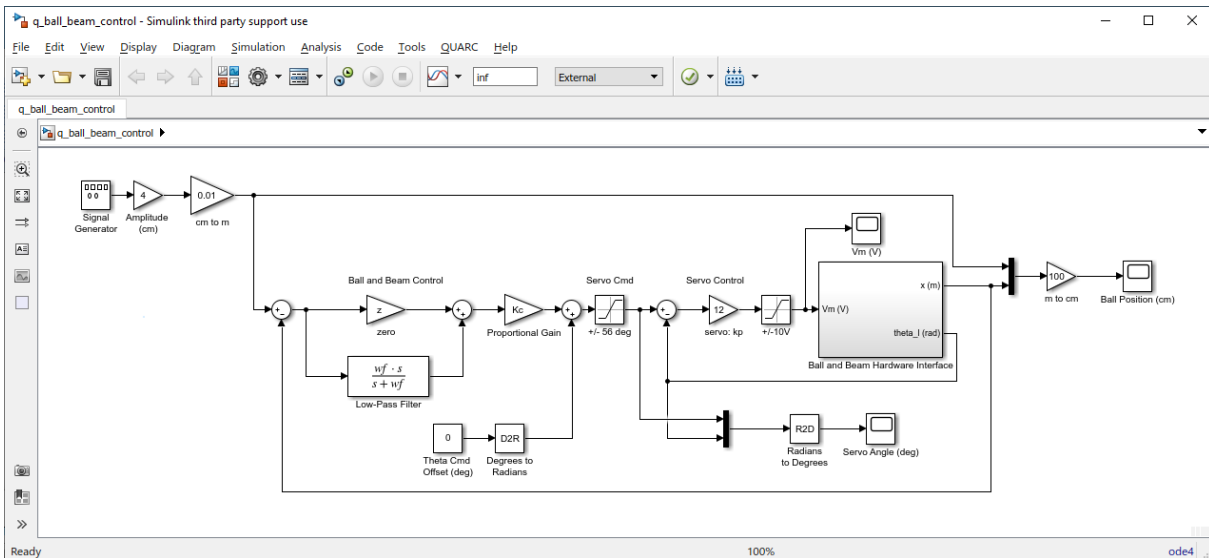 q_ball_beam_control - Simulink third party support use
File Edit View Display Diagram Simulation Analysis Code Tools QUARC Help
inf External
q_ball_beam_control
q_ball_beam_control
4
0.01
Signal
Generator
Amplitude
(cm)
cm to m
Vm (V)
Ball and Beam Control
Servo Cmd
Servo Control
z
zero
Kc
Proportional Gain
+/- 56 deg
12
servo: kp
+/-10V
Vm (V)
x (m)
theta_l (rad)
Ball and Beam Hardware Interface
100
m to cm
Ball Position (cm)
wf · s
s + wf
Low-Pass Filter
0
Theta Cmd
Offset (deg)
D2R
Degrees to
Radians
R2D
Radians
to Degrees
Servo Angle (deg)
Ready 100% ode4